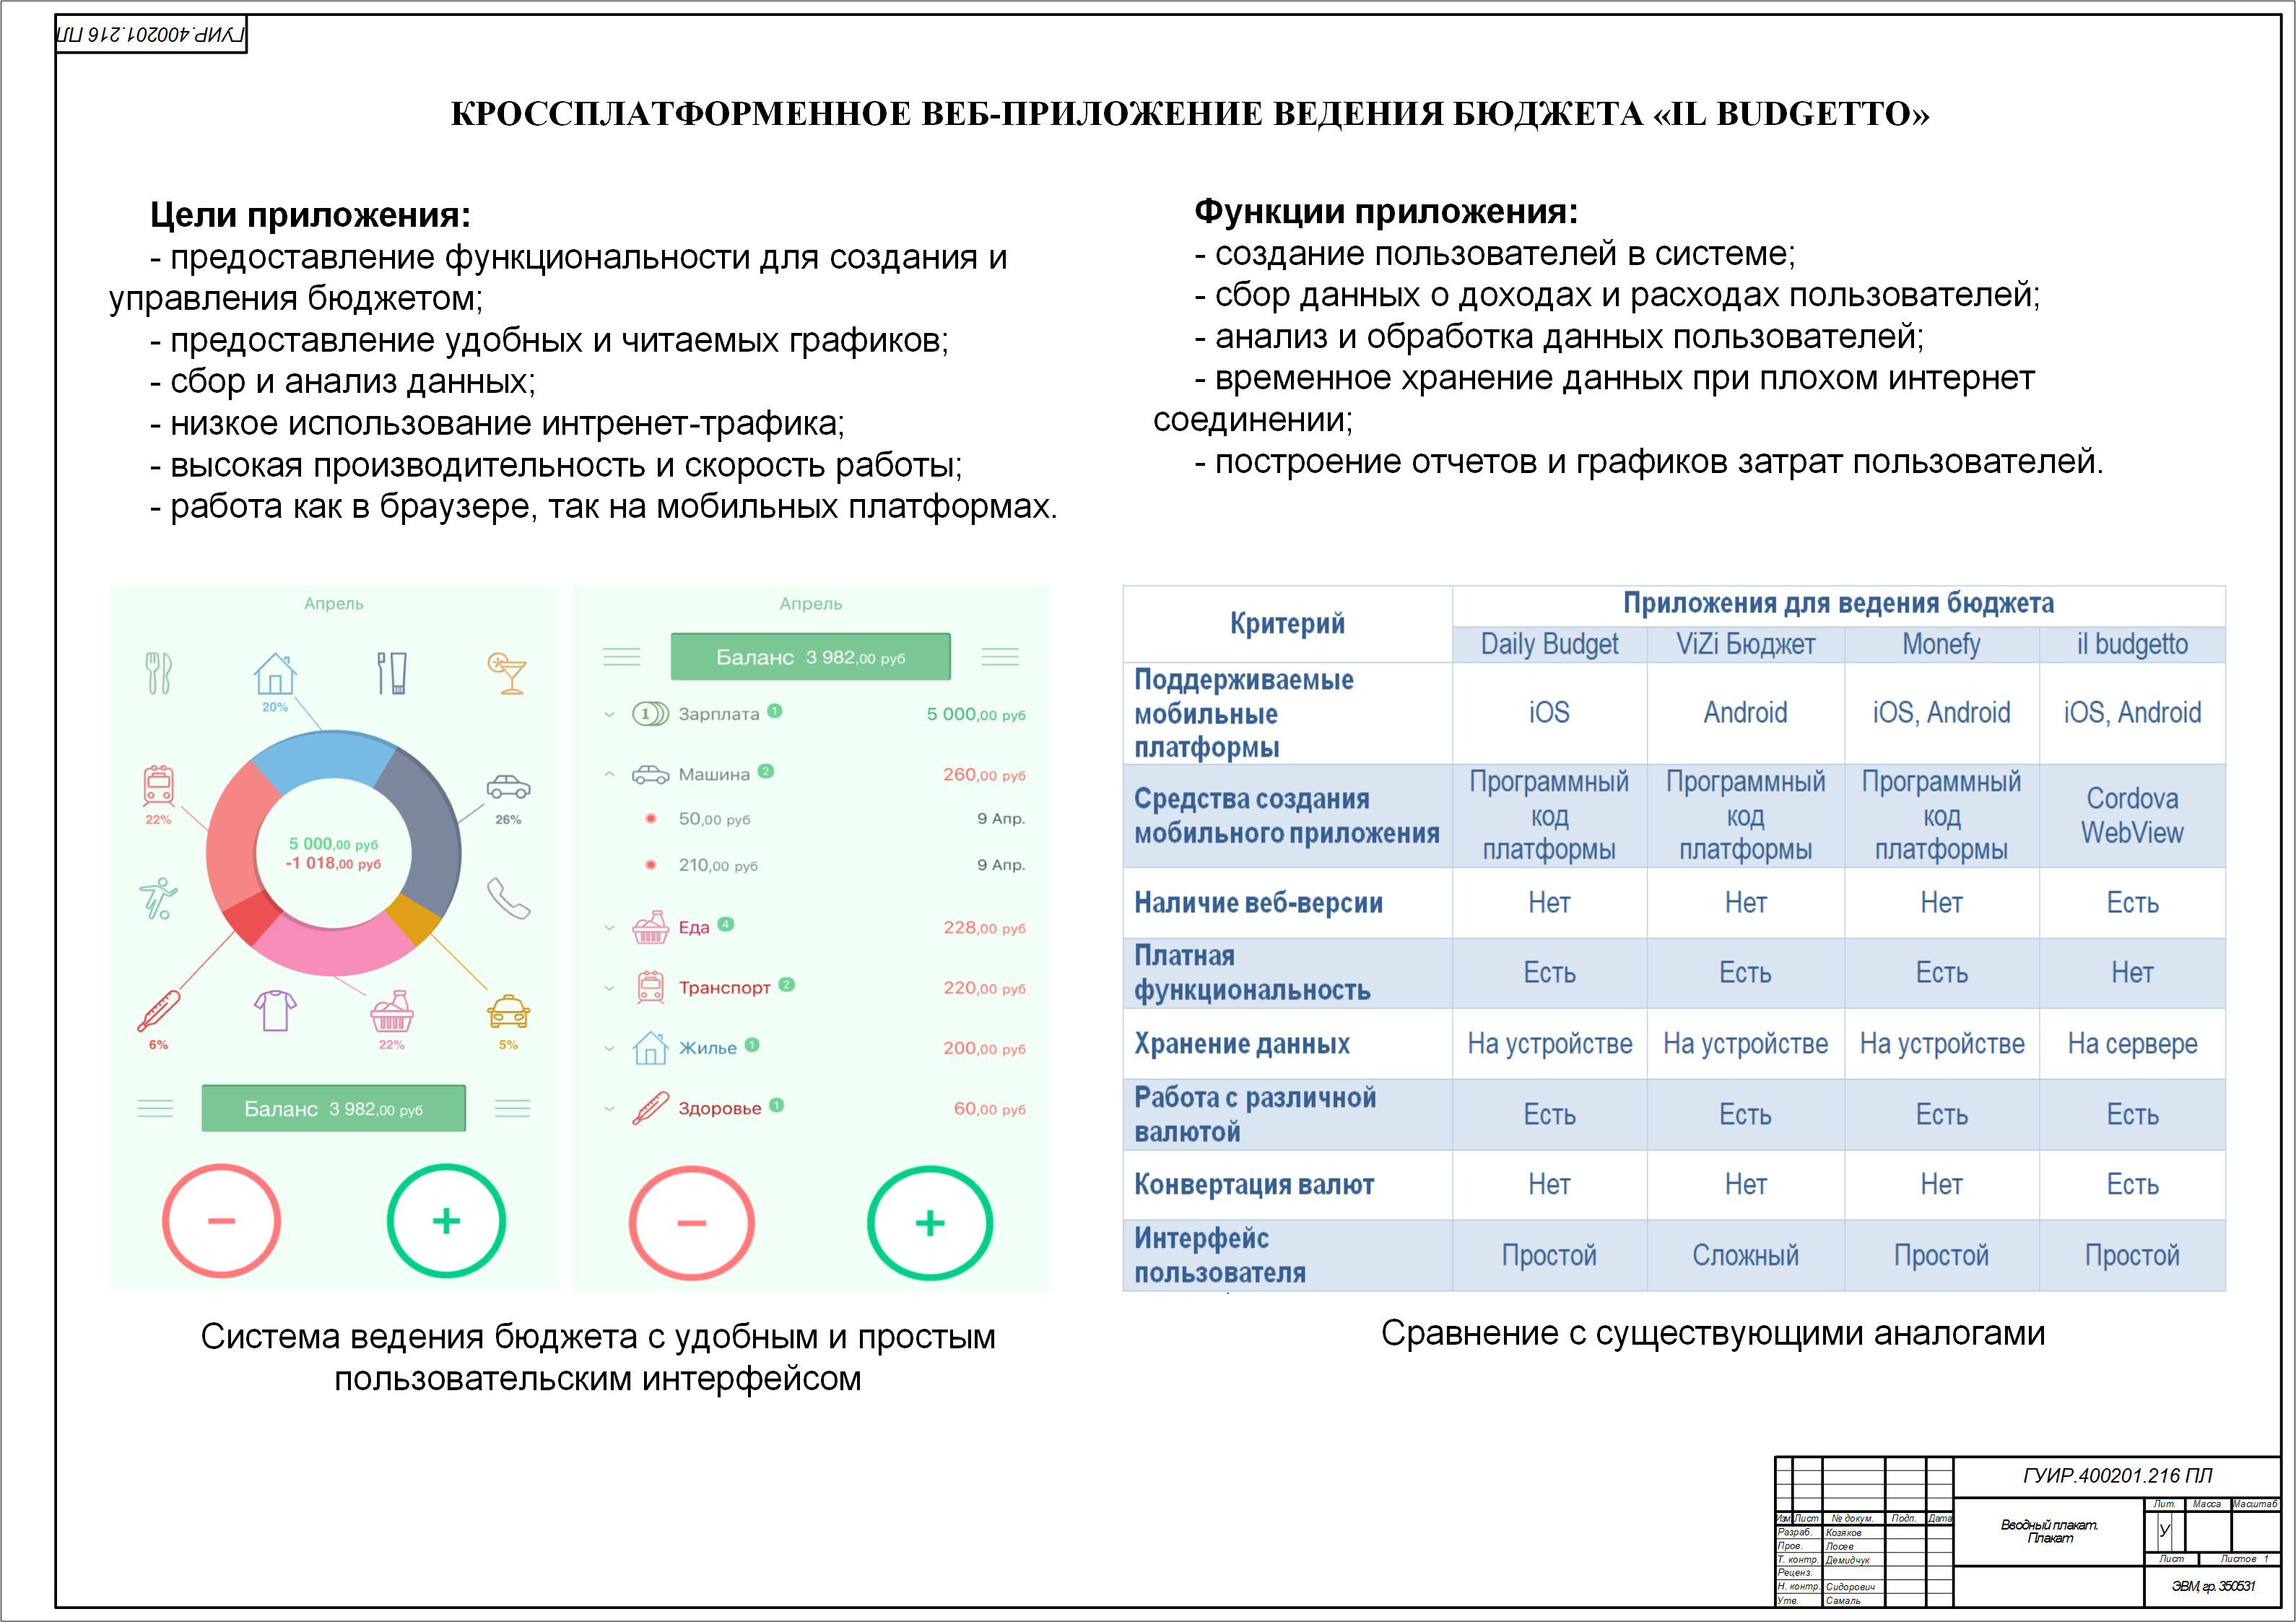 ГУИР.400201.216 ПЛ
КРОССПЛАТФОРМЕННОЕ ВЕБ-ПРИЛОЖЕНИЕ ВЕДЕНИЯ БЮДЖЕТА «IL BUDGETTO»
Цели приложения:
- предоставление функциональности для создания и
управления бюджетом;
- предоставление удобных и читаемых графиков;
- сбор и анализ данных;
- низкое использование интренет-трафика;
- высокая производительность и скорость работы;
- работа как в браузере, так на мобильных платформах.
Функции приложения:
- создание пользователей в системе;
- сбор данных о доходах и расходах пользователей;
- анализ и обработка данных пользователей;
- временное хранение данных при плохом интернет
соединении;
- построение отчетов и графиков затрат пользователей.
Апрель
20%
22%
26%
5 000,00 руб
-1 018,00 руб
6%
22%
5%
Баланс 3 982,00 руб
−
+
Апрель
Баланс 3 982,00 руб
1 Зарплата 1 5 000,00 руб
Машина 2 260,00 руб
50,00 руб 9 Апр.
210,00 руб 9 Апр.
Еда 4 228,00 руб
Транспорт 2 220,00 руб
Жилье 1 200,00 руб
Здоровье 1 60,00 руб
−
+
Система ведения бюджета с удобным и простым
пользовательским интерфейсом
Критерий
Приложения для ведения бюджета
Daily Budget ViZi Бюджет Monefy il budgetto
Поддерживаемые
мобильные
платформы
iOS Android iOS, Android iOS, Android
Средства создания
мобильного приложения
Программный
код
платформы
Программный
код
платформы
Программный
код
платформы
Cordova
WebView
Наличие веб-версии Нет Нет Нет Есть
Платная
функциональность
Есть Есть Есть Нет
Хранение данных На устройстве На устройстве На устройстве На сервере
Работа с различной
валютой
Есть Есть Есть Есть
Конвертация валют Нет Нет Нет Есть
Интерфейс
пользователя
Простой Сложный Простой Простой
Сравнение с существующими аналогами
ГУИР.400201.216 ПЛ
Изм Лист № докум. Подп. Дата
Разраб. Козяков
Пров. Лосев
Т. контр. Демидчук
Реценз.
Н. контр. Сидорович
Утв. Самаль
Вводный плакат.
Плакат
Лит. Масса Масштаб
У
Лист Листов 1
ЭВМ, гр. 350531